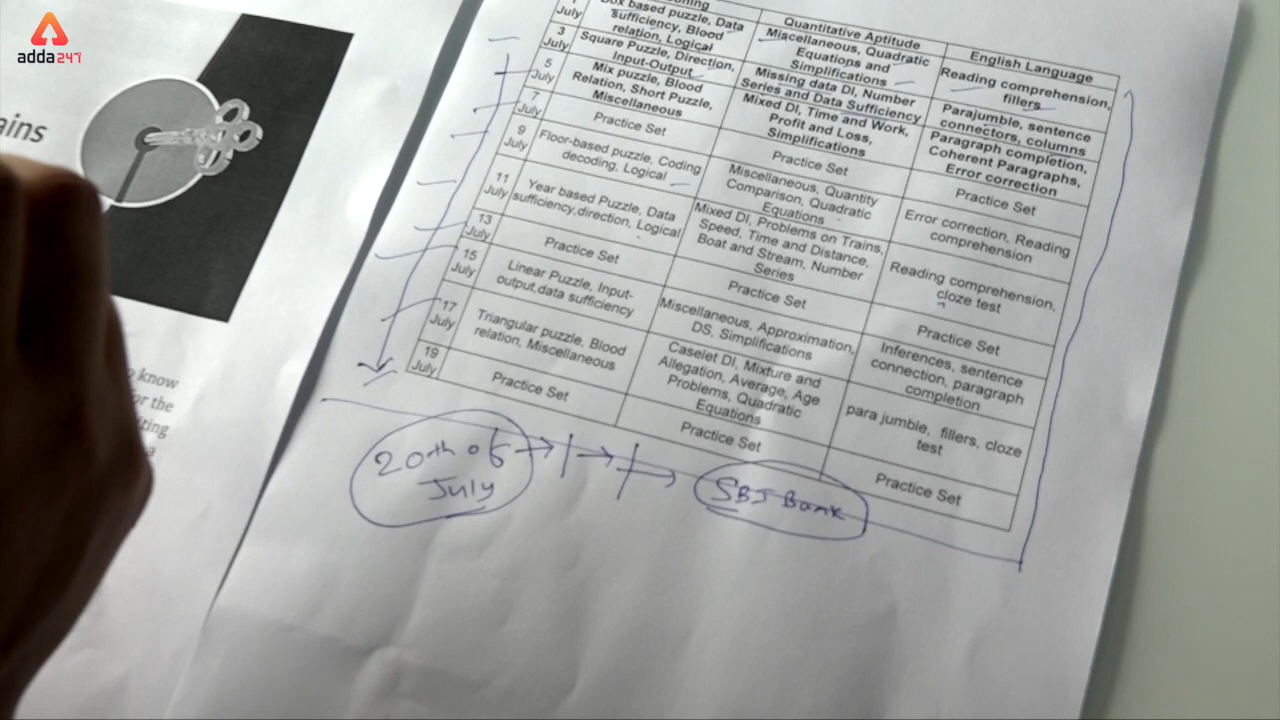 adda247
ains
know
or the
iting
a
Quantitative Aptitude
English Language
July
Box based puzzle, Data
sufficiency, Blood
relation, Logical
Miscellaneous, Quadratic
Equations and
Simplifications
Reading comprehension,
fillers
3
July
Square Puzzle, Direction,
Input-Output
Missing data DI, Number
Series and Data Sufficiency
Parajumble, sentence
connectors, columns
5
July
Mix puzzle, Blood
Relation, Short Puzzle,
Miscellaneous
Mixed DI, Time and Work,
Profit and Loss,
Simplifications
Paragraph completion,
Coherent Paragraphs,
Error correction
7
July
Practice Set
Practice Set
Practice Set
9
July
Floor-based puzzle, Coding
decoding, Logical
Miscellaneous, Quantity
Comparison, Quadratic
Equations
Error correction, Reading
comprehension
11
July
Year based Puzzle, Data
sufficiency,direction, Logical
Mixed DI, Problems on Trains,
Speed, Time and Distance,
Boat and Stream, Number
Series
Reading comprehension,
cloze test
13
July
Practice Set
Practice Set
Practice Set
15
July
Linear Puzzle, Input-
output,data sufficiency
Miscellaneous, Approximation,
DS, Simplifications
Inferences, sentence
connection, paragraph
completion
17
July
Triangular puzzle, Blood
relation, Miscellaneous
Caselet DI, Mixture and
Allegation, Average, Age
Problems, Quadratic
Equations
para jumble, fillers, cloze
test
19
July
Practice Set
Practice Set
Practice Set
20th of
July
SBI Bank